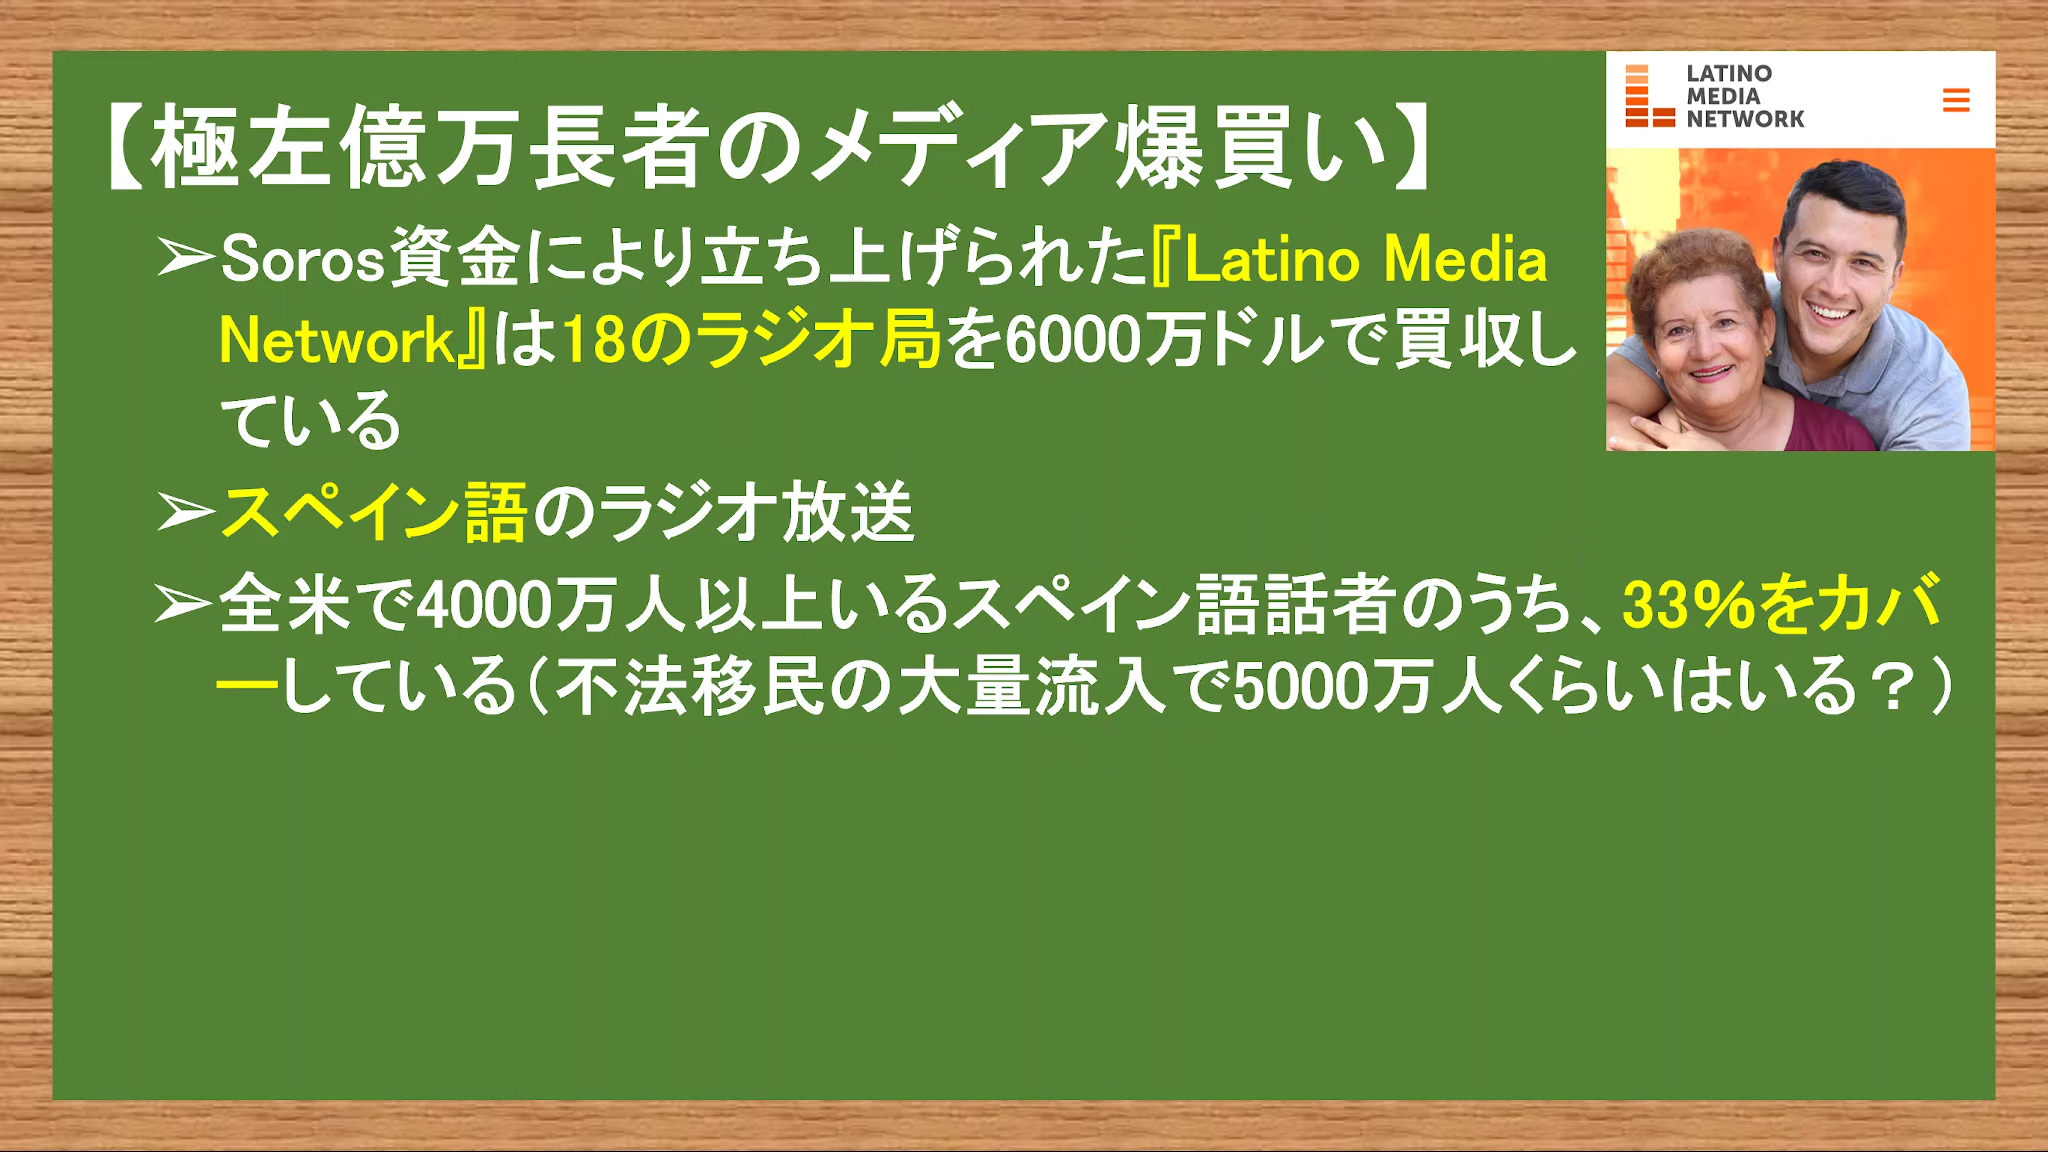 【極左億万長者のメディア爆買い】
➢Soros資金により立ち上げられた『Latino Media
Network』は18のラジオ局を6000万ドルで買収し
ている
➢スペイン語のラジオ放送
➢全米で4000万人以上いるスペイン語話者のうち、33%をカバ
ーしている(不法移民の大量流入で5000万人くらいはいる?)
LATINO
MEDIA
NETWORK